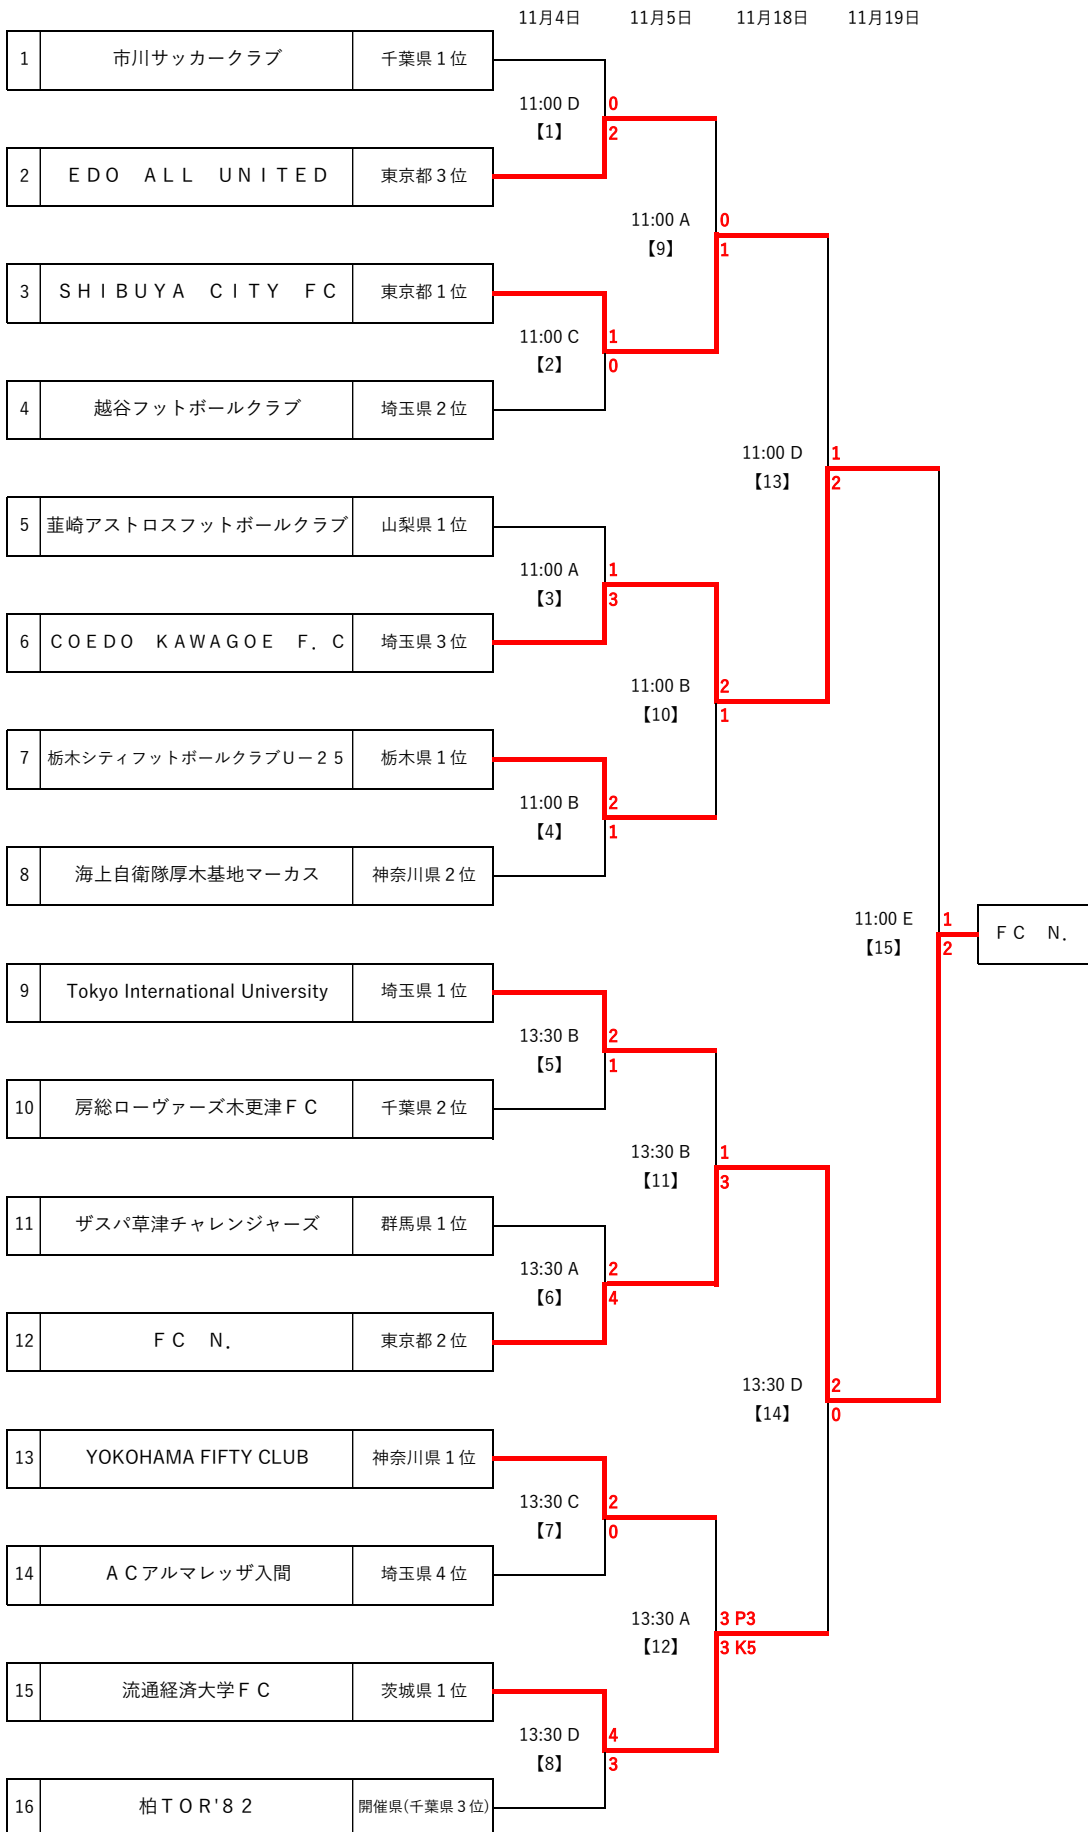 11月4日 11月5日 11月18日 11月19日
1 市川サッカークラブ 千葉県１位
11:00 D 0
【1】 2
2 ＥＤＯ　ＡＬＬ　ＵＮＩＴＥＤ 東京都３位
11:00 A 0
【9】 1
3 ＳＨＩＢＵＹＡ　ＣＩＴＹ　ＦＣ 東京都１位
11:00 C 1
【2】 0
4 越谷フットボールクラブ 埼玉県２位
11:00 D 1
【13】 2
5 韮崎アストロスフットボールクラブ 山梨県１位
11:00 A 1
【3】 3
6 ＣＯＥＤＯ　ＫＡＷＡＧＯＥ　Ｆ．Ｃ 埼玉県３位
11:00 B 2
【10】 1
7 栃木シティフットボールクラブＵー２５ 栃木県１位
11:00 B 2
【4】 1
8 海上自衛隊厚木基地マーカス 神奈川県２位
11:00 E 1
【15】 2
ＦＣ　Ｎ．
9 Tokyo International University 埼玉県１位
13:30 B 2
【5】 1
10 房総ローヴァーズ木更津ＦＣ 千葉県２位
13:30 B 1
【11】 3
11 ザスパ草津チャレンジャーズ 群馬県１位
13:30 A 2
【6】 4
12 ＦＣ　Ｎ． 東京都２位
13:30 D 2
【14】 0
13 YOKOHAMA FIFTY CLUB 神奈川県１位
13:30 C 2
【7】 0
14 ＡＣアルマレッザ入間 埼玉県４位
13:30 A 3 P3
【12】 3 K5
15 流通経済大学ＦＣ 茨城県１位
13:30 D 4
【8】 3
16 柏ＴＯＲ'８２ 開催県(千葉県３位)